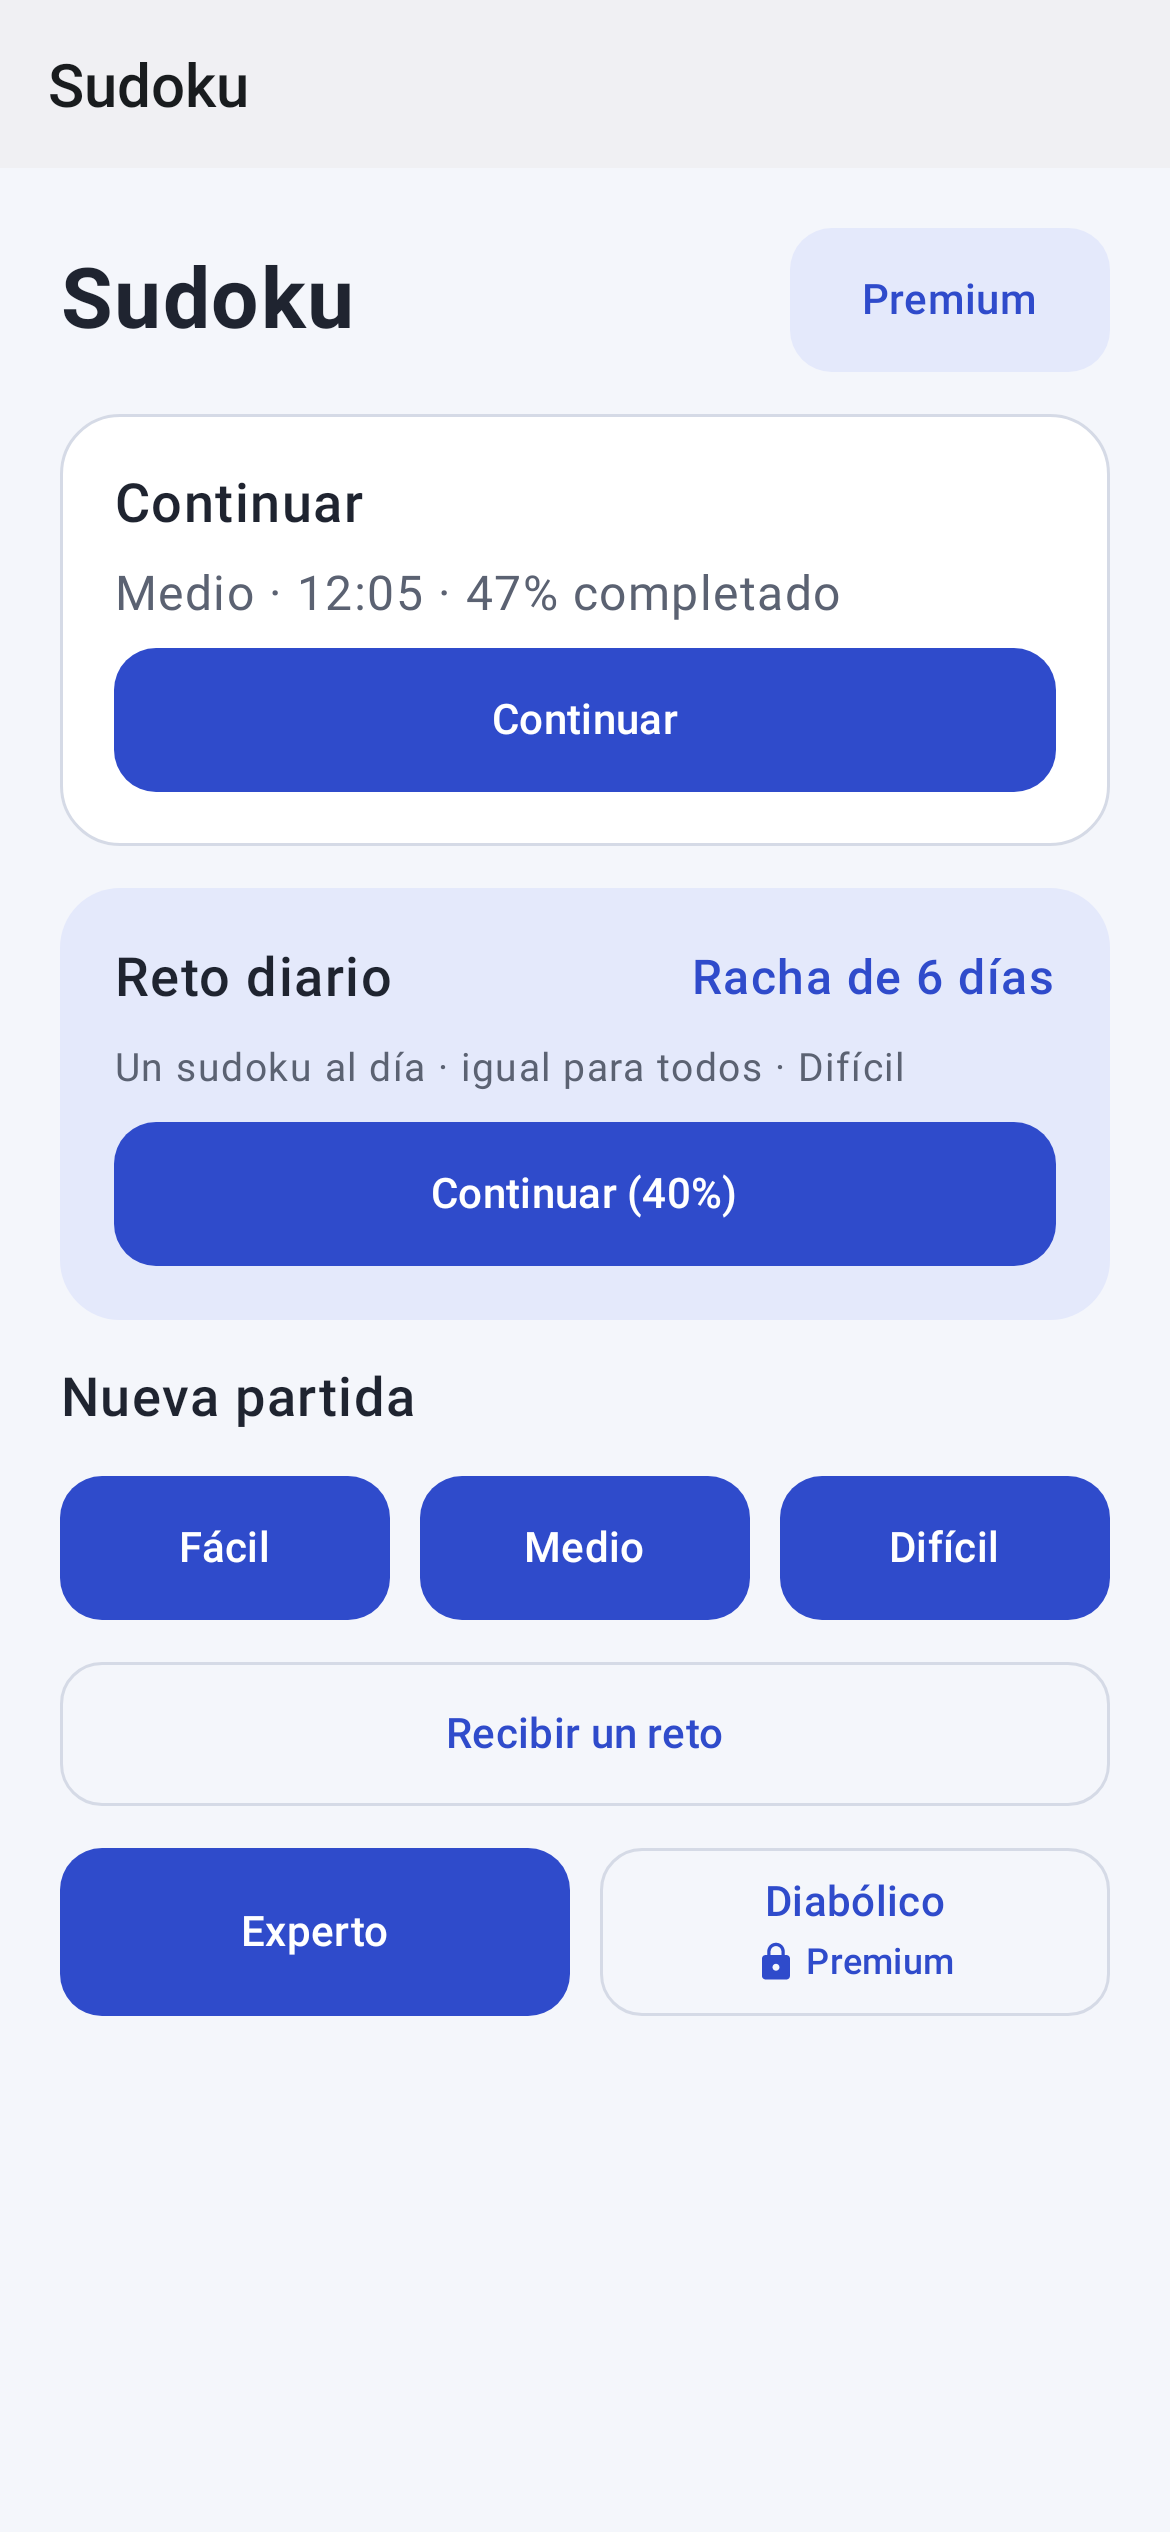 Sudoku
Sudoku
Premium
Continuar
Medio · 12:05 · 47% completado
Continuar
Reto diario
Racha de 6 días
Un sudoku al día · igual para todos · Difícil
Continuar (40%)
Nueva partida
Fácil
Medio
Difícil
Recibir un reto
Experto
Diabólico
Premium